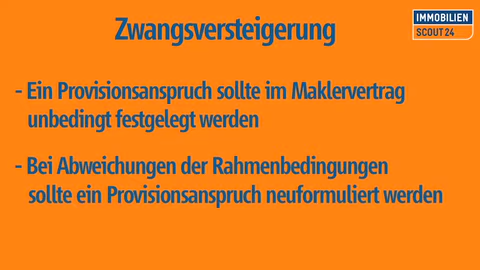 Zwangsversteigerung
IMMOBILIEN
SCOUT 24
- Ein Provisionsanspruch sollte im Maklervertrag
unbedingt festgelegt werden
- Bei Abweichungen der Rahmenbedingungen
sollte ein Provisionsanspruch neuformuliert werden